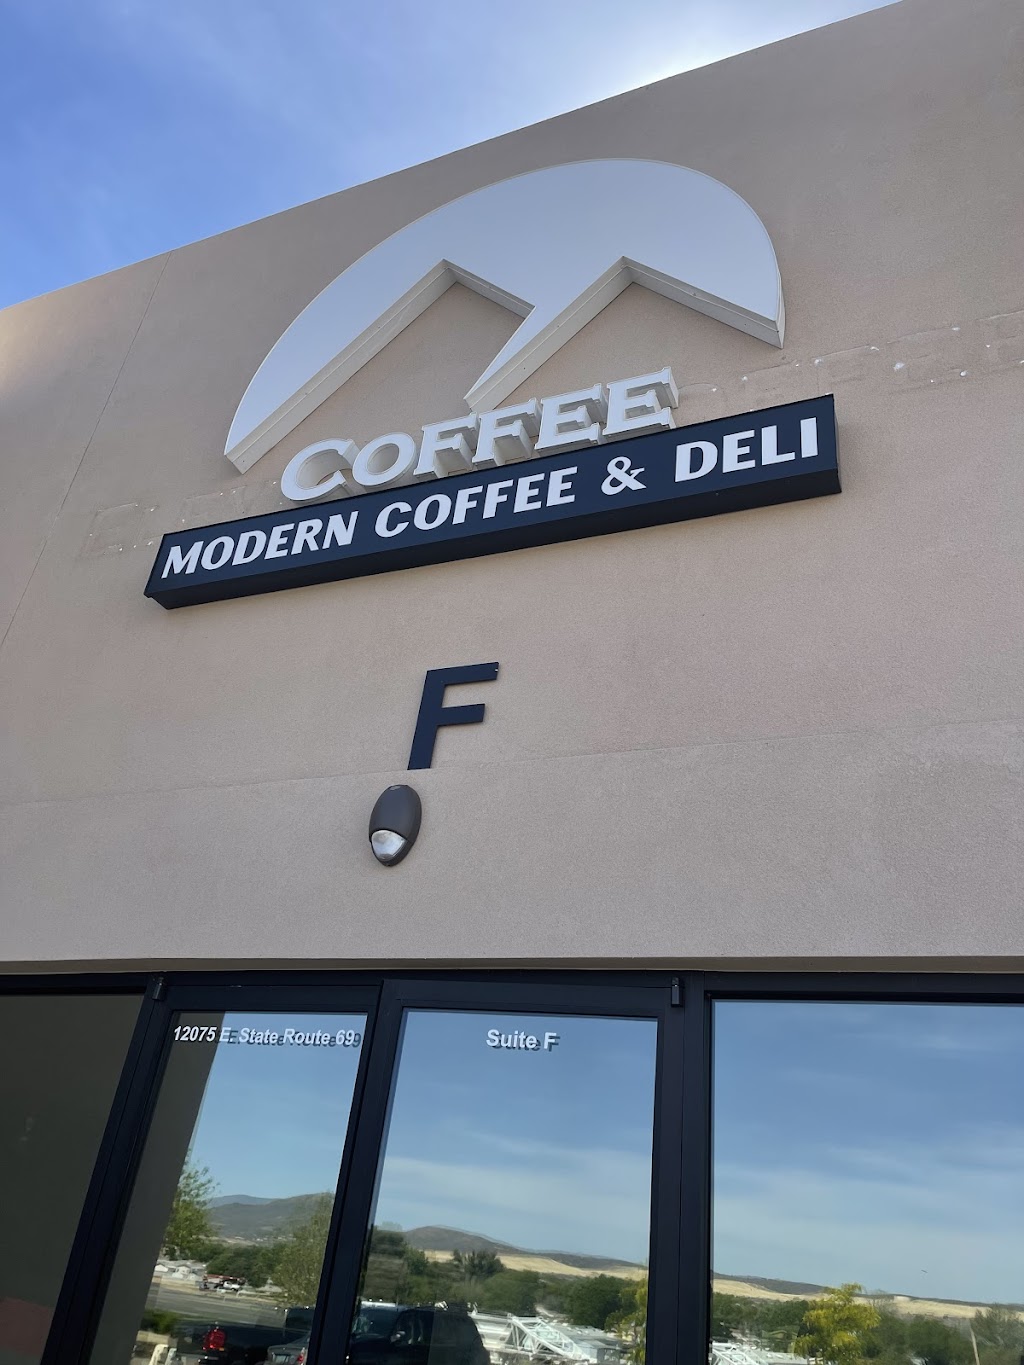 COFFEE
MODERN COFFEE & DELI
F
12075 E. State Route 69
Suite F